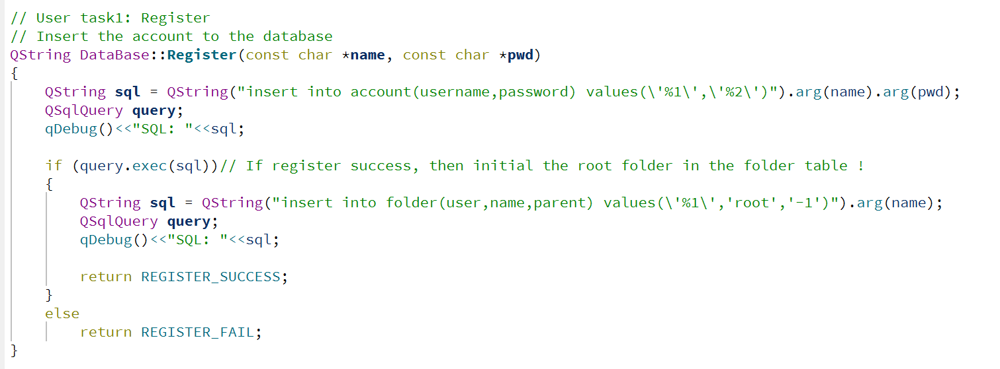 // User task1: Register
// Insert the account to the database
QString DataBase::Register(const char *name, const char *pwd)
{
    QString sql = QString("insert into account(username,password) values(\'%1\',\'%2\')").arg(name).arg(pwd);
    QSqlQuery query;
    qDebug()<<"SQL: "<<sql;

    if (query.exec(sql))// If register success, then initial the root folder in the folder table !
    {
        QString sql = QString("insert into folder(user,name,parent) values(\'%1\','root','-1')").arg(name);
        QSqlQuery query;
        qDebug()<<"SQL: "<<sql;

        return REGISTER_SUCCESS;
    }
    else
        return REGISTER_FAIL;
}